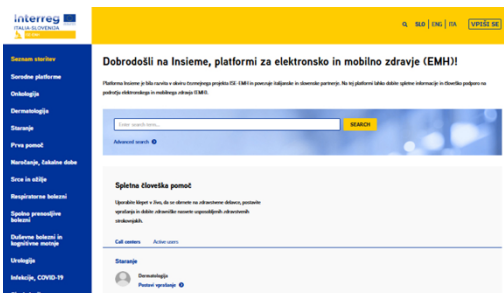 Interreg
ITALIA-SLOVENIJA
SLO | ENG | ITA
VPIŠI SE
Seznam storitev
Sorodne platforme
Onkologija
Dermatologija
Staranje
Prva pomoč
Naročanje, čakalne dobe
Srce in ožilje
Respiratorne bolezni
Spolno prenosljive
bolezni
Duševne bolezni in
kognitivne motnje
Urologija
Infekcije, COVID-19
Dobrodošli na Insieme, platformi za elektronsko in mobilno zdravje (EMH)!
Platforma Insieme je bila razvita v okviru čezmejnega projekta ISE-EMH in povezuje italijanske in slovenske partnerje. Na tej platformi lahko dobite spletne informacije in človeško podporo na
področju elektronskega in mobilnega zdravja (EMH).
Enter search term...
SEARCH
Advanced search
Spletna človeška pomoč
Uporabite klepet v živo, da se obrnete na zdravstvene delavce, postavite
vprašanja in dobite zdravniške nasvete usposobljenih zdravstvenih
strokovnjakih.
Call centers
Active users
Staranje
Dermatologija
Postavi vprašanje